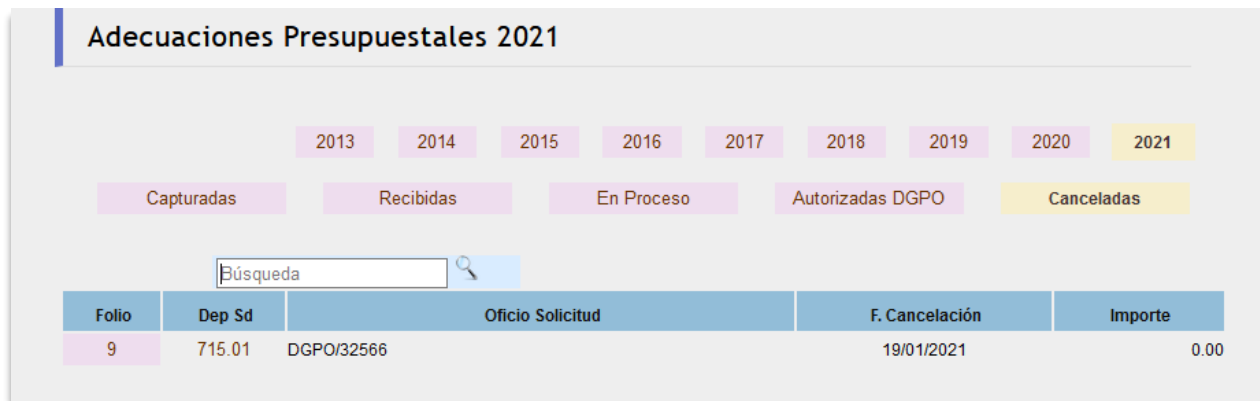 Adecuaciones Presupuestales 2021
2013 2014 2015 2016 2017 2018 2019 2020 2021
Capturadas Recibidas En Proceso Autorizadas DGPO Canceladas
Búsqueda
Folio Dep Sd Oficio Solicitud F. Cancelación Importe
9 715.01 DGPO/32566 19/01/2021 0.00